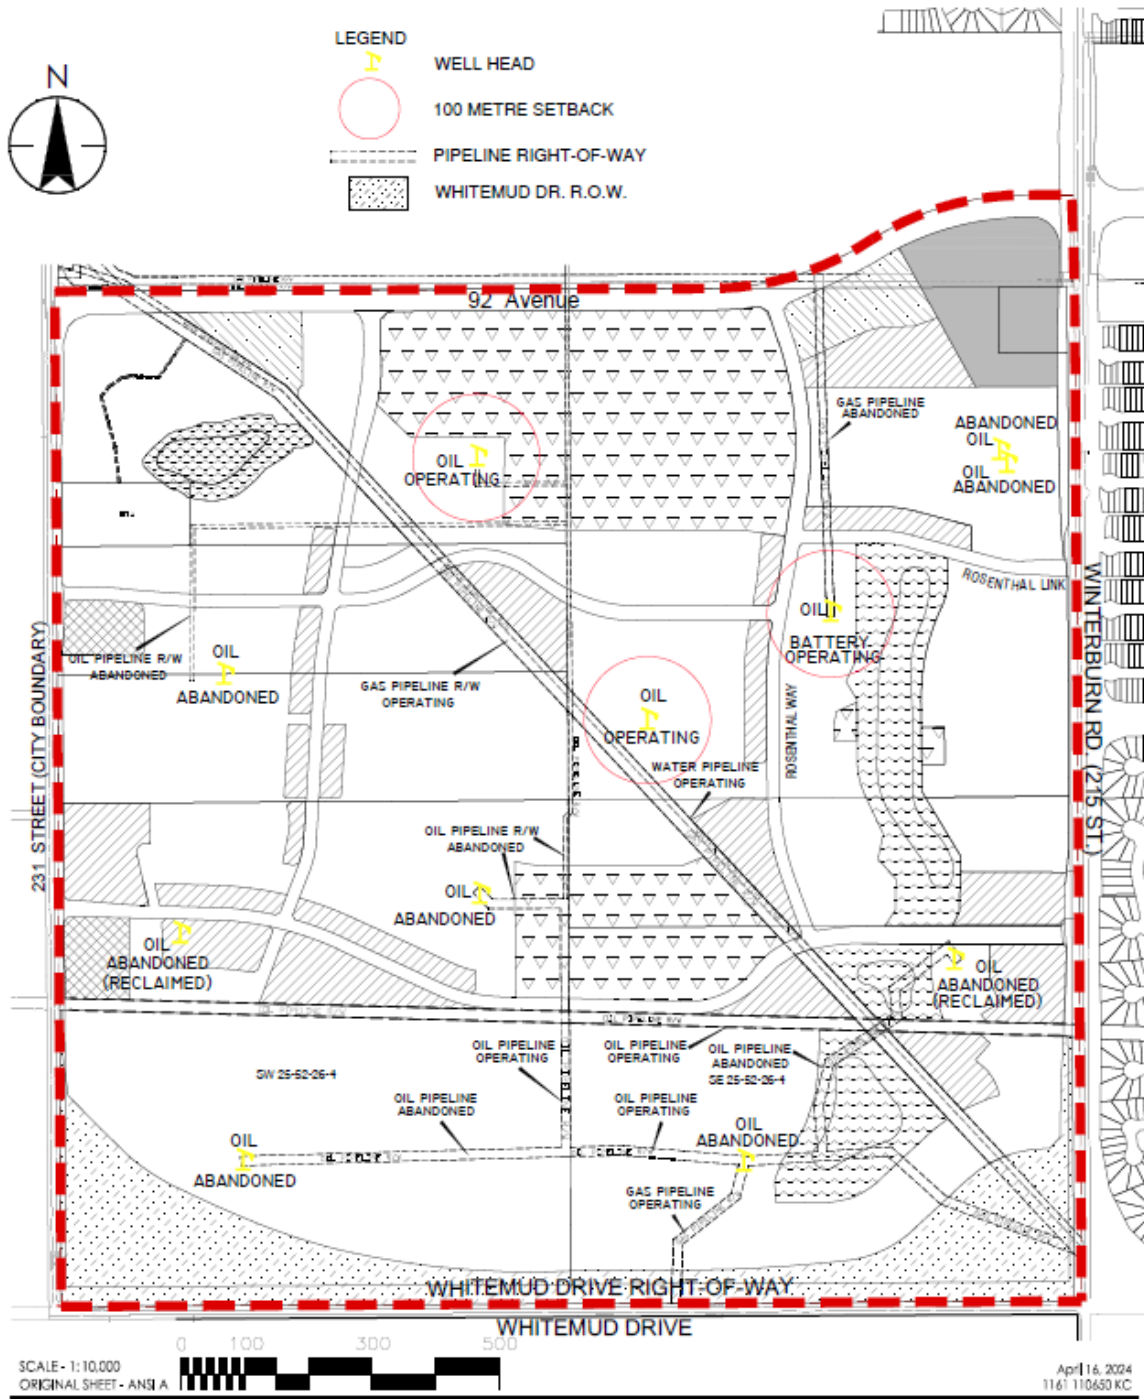 LEGEND
N
WELL HEAD
100 METRE SETBACK
PIPELINE RIGHT-OF-WAY
WHITEMUD DR. R.O.W.
92 Avenue
GAS PIPELINE
ABANDONED
ABANDONED
OIL
OIL
ABANDONED
OIL
OPERATING
ROSENTHAL LINK
OIL
BATTERY
OPERATING
OIL PIPELINE R/W
ABANDONED
OIL
ABANDONED
GAS PIPELINE R/W
OPERATING
OIL
OPERATING
ROSENTHAL WAY
WATER PIPELINE
OPERATING
231 STREET (CITY BOUNDARY)
WINTERBURN RD. (215 ST.)
OIL PIPELINE R/W
ABANDONED
OIL
ABANDONED
OIL
ABANDONED
(RECLAIMED)
OIL
ABANDONED
(RECLAIMED)
OIL PIPELINE
OPERATING
OIL PIPELINE
OPERATING
OIL PIPELINE
ABANDONED
SW 25-52-26-4
SE 25-52-26-4
OIL PIPELINE
ABANDONED
OIL PIPELINE
OPERATING
OIL
ABANDONED
OIL
ABANDONED
GAS PIPELINE
OPERATING
WHITEMUD DRIVE RIGHT-OF-WAY
WHITEMUD DRIVE
0 100 300 500
SCALE - 1:10,000
ORIGINAL SHEET - ANSI A
April 16, 2024
1161 110650 KC